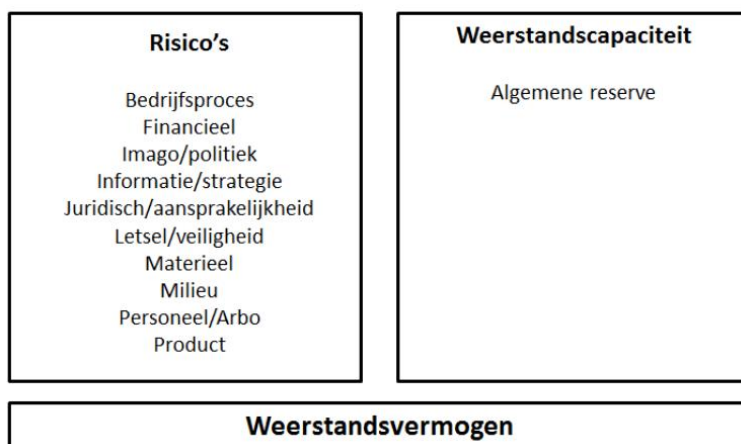 Risico's
Bedrijfsproces
Financieel
Imago/politiek
Informatie/strategie
Juridisch/aansprakelijkheid
Letsel/veiligheid
Materieel
Milieu
Personeel/Arbo
Product
Weerstandscapaciteit
Algemene reserve
Weerstandsvermogen